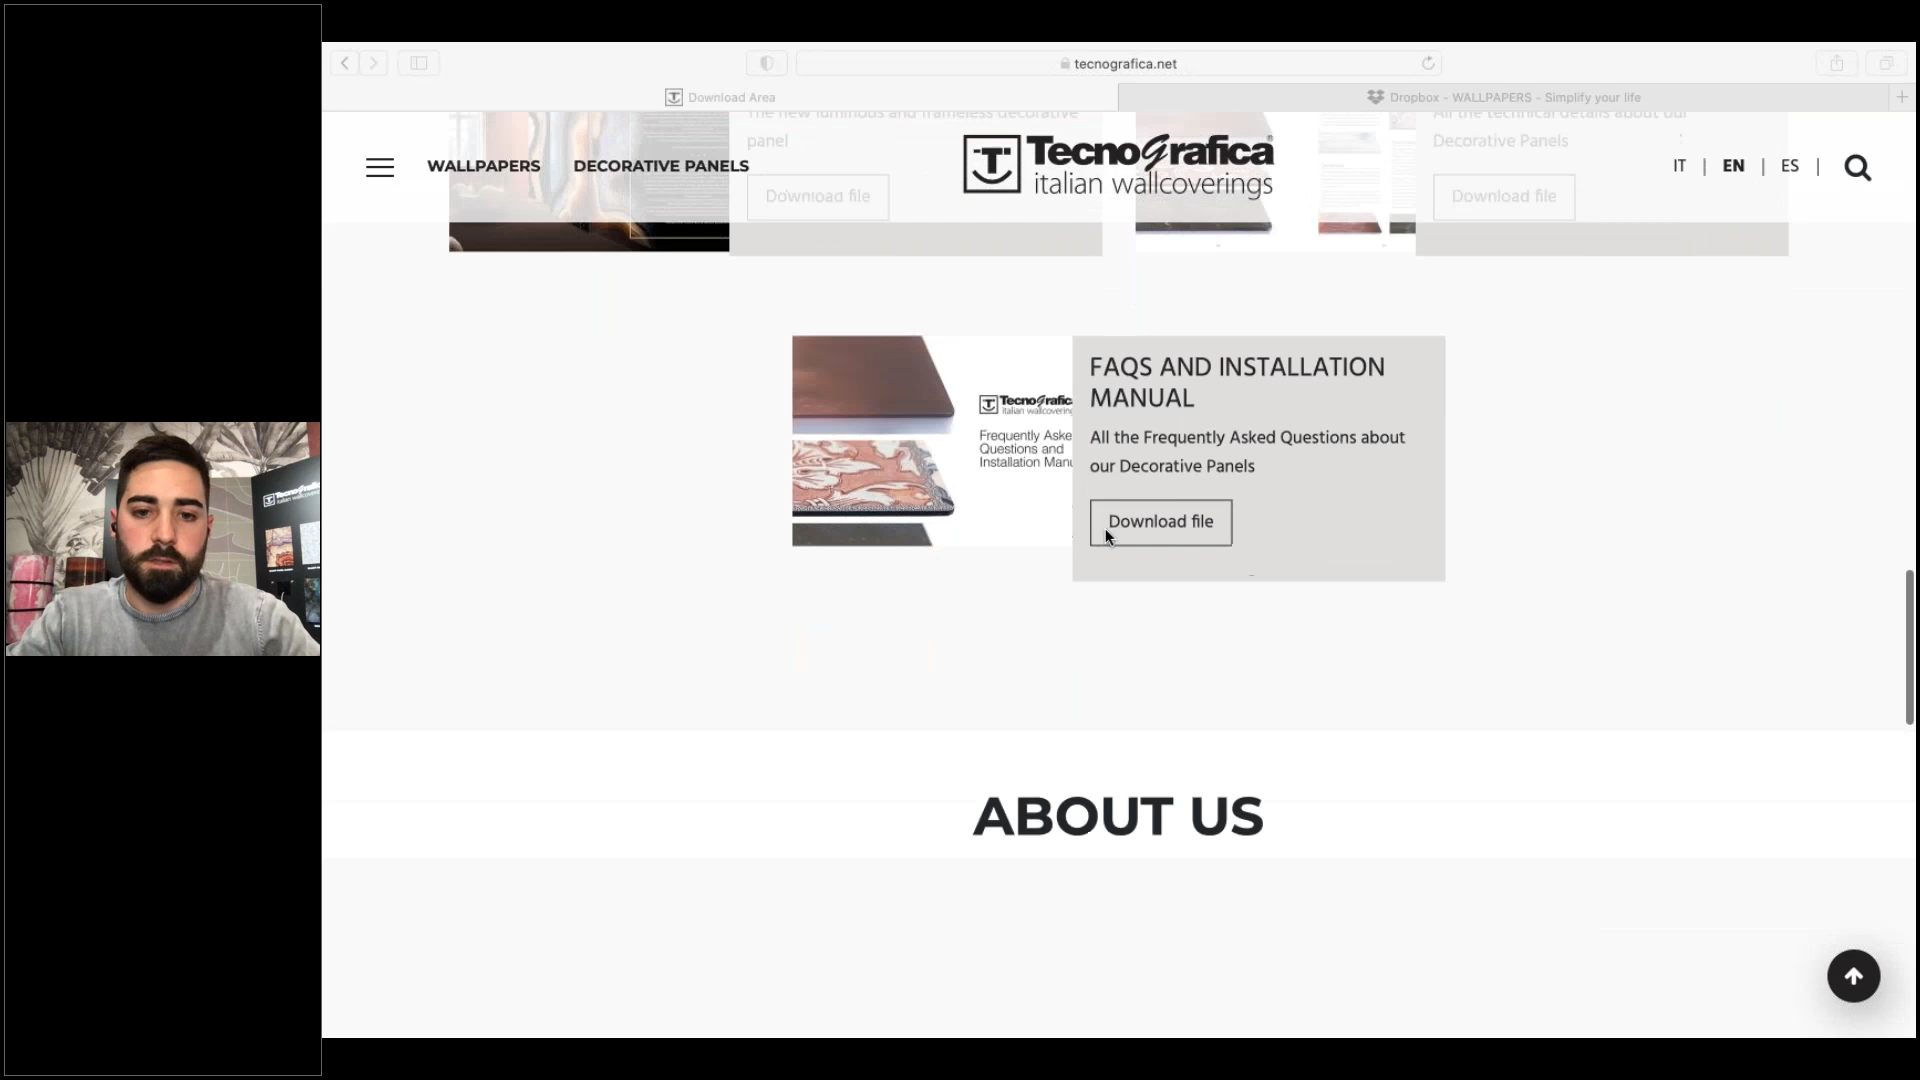 tecnografica.net
Download Area
Dropbox - WALLPAPERS - Simplify your life
The new luminous and frameless decorative
panel
Download file
All the technical details about our
Decorative Panels
Download file
WALLPAPERS
DECORATIVE PANELS
TecnoGrafica
italian wallcoverings
IT | EN | ES |
TecnoGrafic
italian wallcovering
Frequently Aske
Questions and
Installation Manu
FAQS AND INSTALLATION
MANUAL
All the Frequently Asked Questions about
our Decorative Panels
Download file
ABOUT US